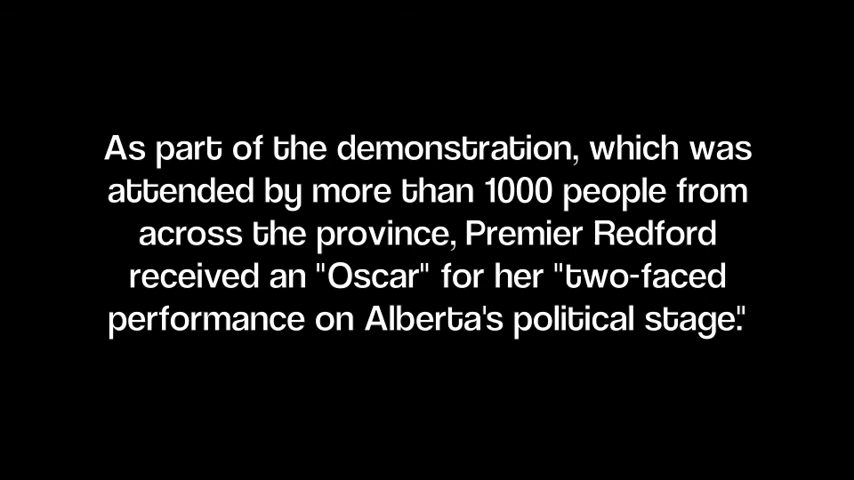 As part of the demonstration, which was
attended by more than 1000 people from
across the province, Premier Redford
received an "Oscar" for her "two-faced
performance on Alberta's political stage."